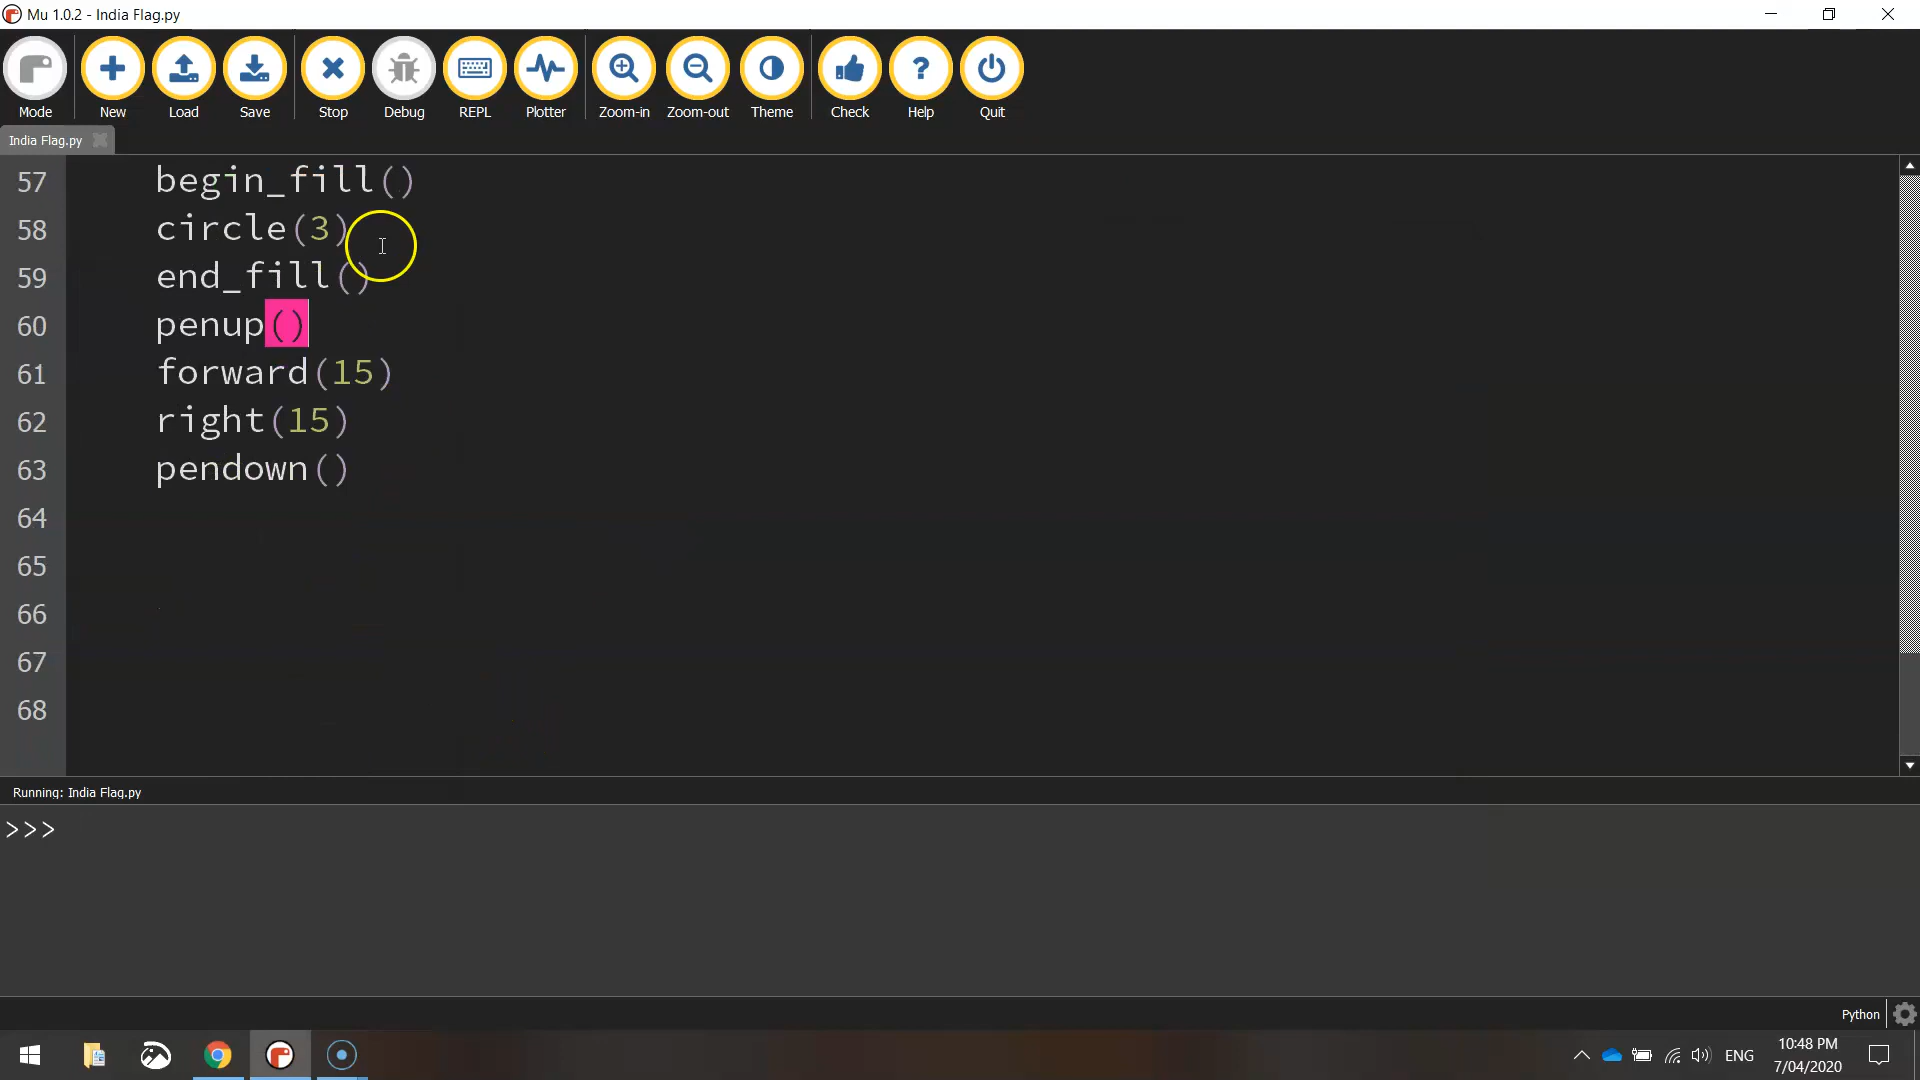 Mu 1.0.2 - India Flag.py
Mode New Load Save Stop Debug REPL Plotter Zoom-in Zoom-out Theme Check Help Quit
India Flag.py
57 begin_fill()
58 circle(3)
59 end_fill()
60 penup()
61 forward(15)
62 right(15)
63 pendown()
64
65
66
67
68
Running: India Flag.py
>>>
Python
ENG
10:48 PM
7/04/2020